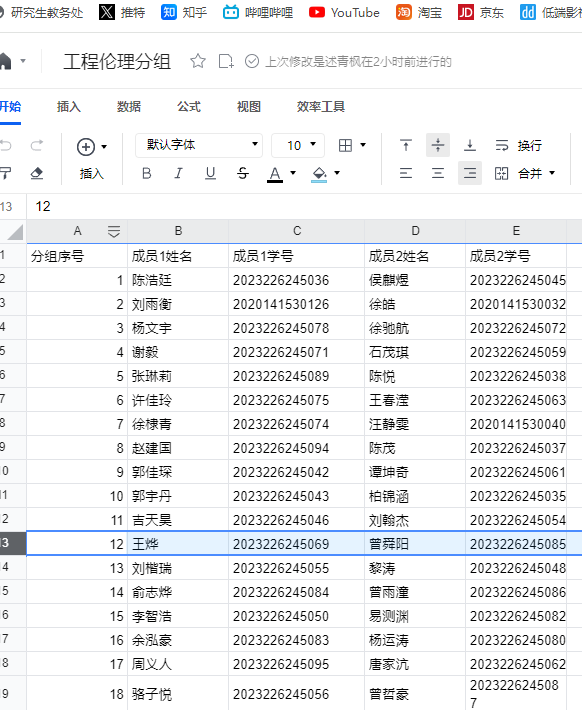 研究生教务处 推特 知 知乎 哔哩哔哩 YouTube 淘 淘宝 JD 京东 dd 低端影视
工程伦理分组 上次修改是述青枫在2小时前进行的
开始 插入 数据 公式 视图 效率工具
默认字体 10 换行
插入 B I U S A 合并
13 12
A B C D E
1 分组序号 成员1姓名 成员1学号 成员2姓名 成员2学号
2 1 陈浩廷 2023226245036 侯麒煜 2023226245045
3 2 刘雨衡 2020141530126 徐皓 2020141530032
4 3 杨文宇 2023226245078 徐驰航 2023226245072
5 4 谢毅 2023226245071 石茂琪 2023226245059
6 5 张琳莉 2023226245089 陈悦 2023226245038
7 6 许佳玲 2023226245075 王春滢 2023226245063
8 7 徐棣青 2023226245074 汪静雯 2020141530040
9 8 赵建国 2023226245094 陈茂 2023226245037
10 9 郭佳琛 2023226245042 谭坤奇 2023226245061
11 10 郭宇丹 2023226245043 柏锦涵 2023226245035
12 11 吉天昊 2023226245046 刘翰杰 2023226245054
13 12 王烨 2023226245069 曾舜阳 2023226245085
14 13 刘楷瑞 2023226245055 黎涛 2023226245048
15 14 俞志烨 2023226245084 曾雨潼 2023226245086
16 15 李智浩 2023226245050 易测渊 2023226245082
17 16 余泓豪 2023226245083 杨运涛 2023226245080
18 17 周义人 2023226245095 唐家沆 2023226245062
19 18 骆子悦 2023226245056 曾哲豪 202322624508
7